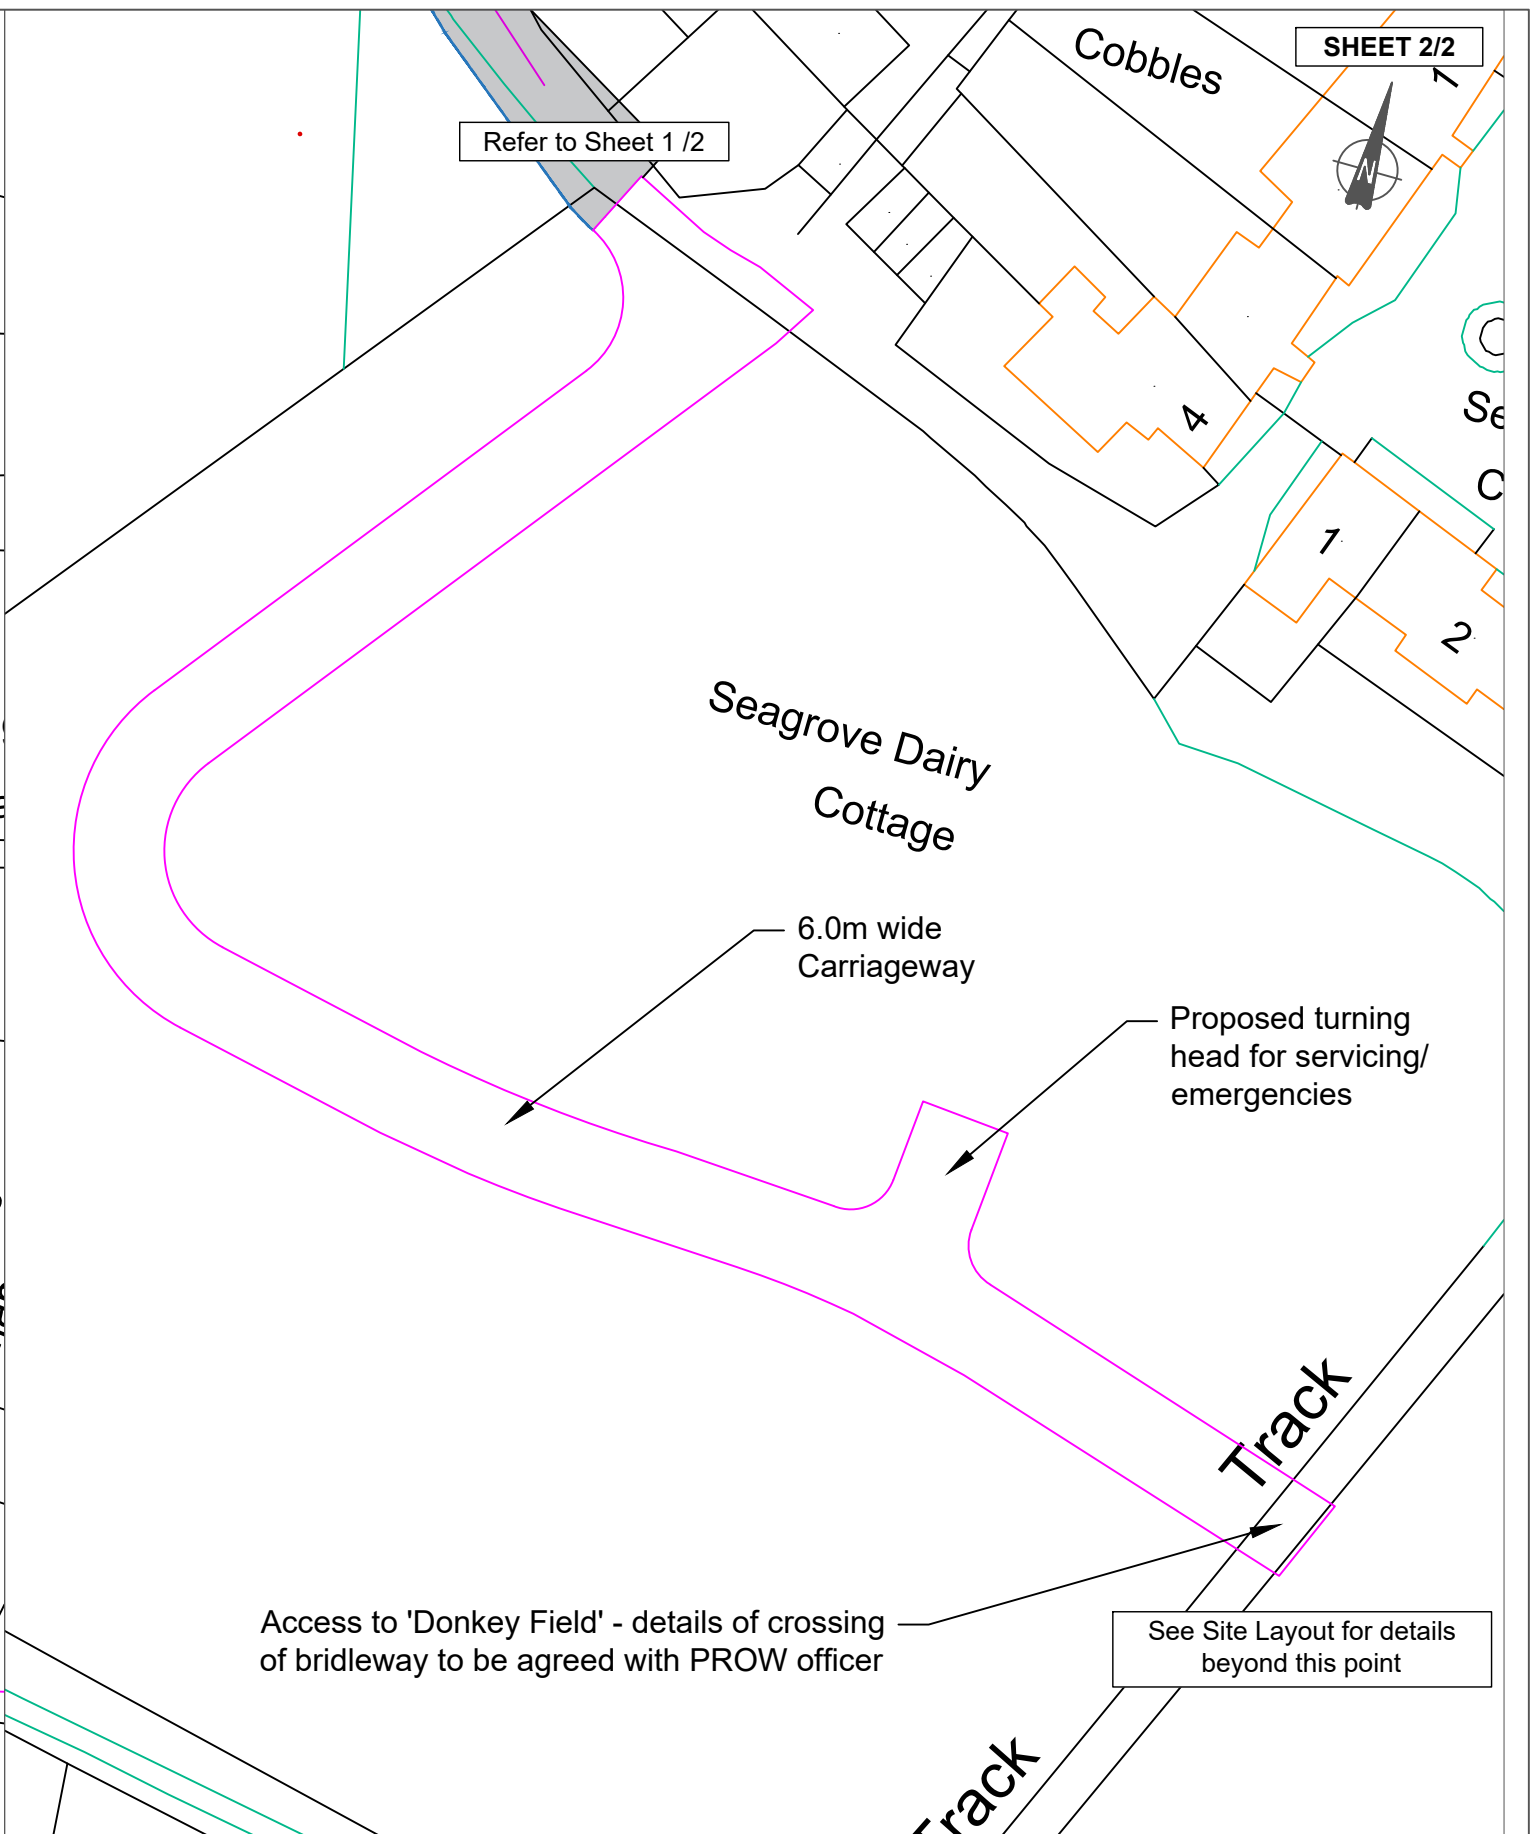 Cobbles
SHEET 2/2
1
N
Refer to Sheet 1 /2
4
1
2
Seagrove Dairy
Cottage
6.0m wide
Carriageway
Proposed turning
head for servicing/
emergencies
Track
Access to 'Donkey Field' - details of crossing
of bridleway to be agreed with PROW officer
See Site Layout for details
beyond this point
Track